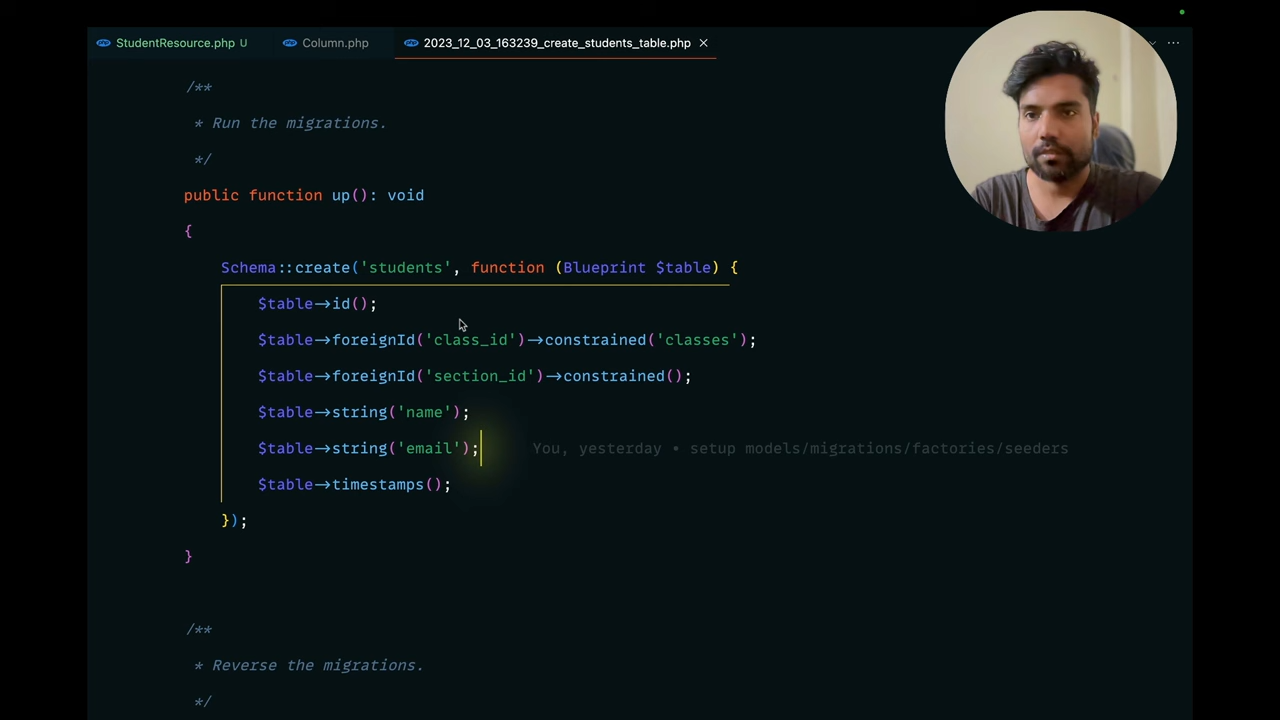 StudentResource.php U
Column.php
2023_12_03_163239_create_students_table.php
/**
* Run the migrations.
*/
public function up(): void
{
Schema::create('students', function (Blueprint $table) {
$table->id();
$table->foreignId('class_id')->constrained('classes');
$table->foreignId('section_id')->constrained();
$table->string('name');
$table->string('email');
You, yesterday • setup models/migrations/factories/seeders
$table->timestamps();
});
}
/**
* Reverse the migrations.
*/